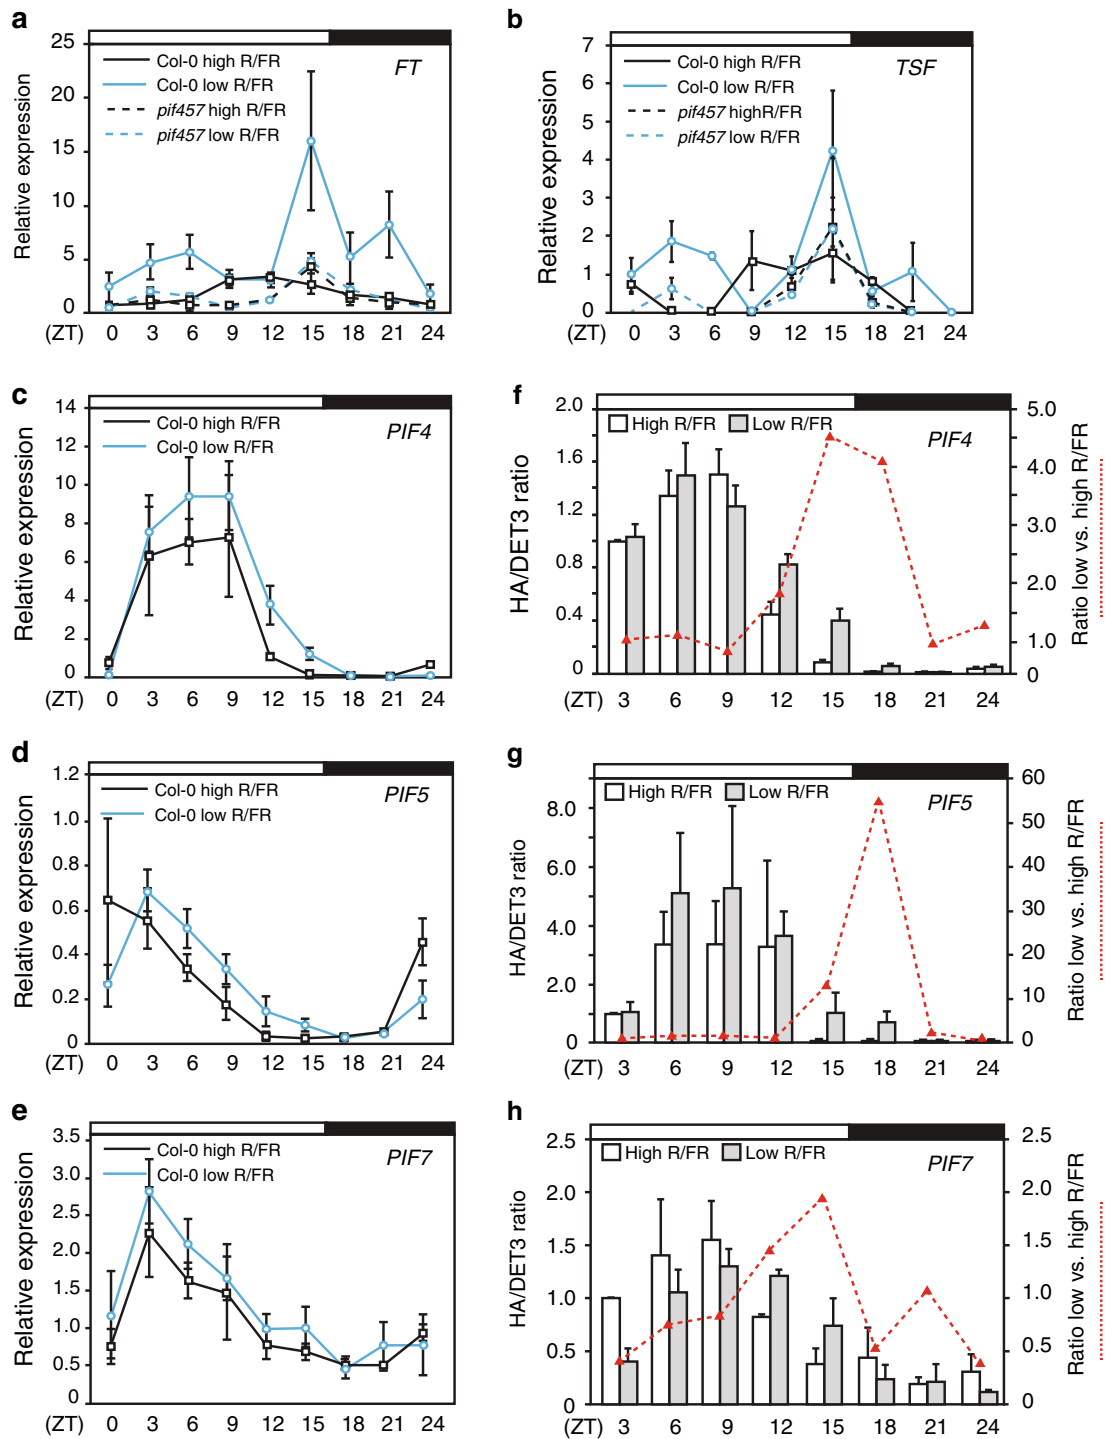 a
25
20
15
10
5
0
Relative expression
Col-0 high R/FR
Col-0 low R/FR
pif457 high R/FR
pif457 low R/FR
FT
(ZT) 0 3 6 9 12 15 18 21 24
b
7
6
5
4
3
2
1
0
Relative expression
Col-0 high R/FR
Col-0 low R/FR
pif457 highR/FR
pif457 low R/FR
TSF
(ZT) 0 3 6 9 12 15 18 21 24
c
14
12
10
8
6
4
2
0
Relative expression
Col-0 high R/FR
Col-0 low R/FR
PIF4
(ZT) 0 3 6 9 12 15 18 21 24
f
2.0
1.6
1.2
0.8
0.4
0
HA/DET3 ratio
High R/FR Low R/FR
PIF4
5.0
4.0
3.0
2.0
1.0
0
Ratio low vs. high R/FR
(ZT) 3 6 9 12 15 18 21 24
d
1.2
1.0
0.8
0.6
0.4
0.2
0
Relative expression
Col-0 high R/FR
Col-0 low R/FR
PIF5
(ZT) 0 3 6 9 12 15 18 21 24
g
8.0
6.0
4.0
2.0
0
HA/DET3 ratio
High R/FR Low R/FR
PIF5
60
50
40
30
20
10
0
Ratio low vs. high R/FR
(ZT) 3 6 9 12 15 18 21 24
e
3.5
3.0
2.5
2.0
1.5
1.0
0.5
0
Relative expression
Col-0 high R/FR
Col-0 low R/FR
PIF7
(ZT) 0 3 6 9 12 15 18 21 24
h
2.5
2.0
1.5
1.0
0.5
0
HA/DET3 ratio
High R/FR Low R/FR
PIF7
2.5
2.0
1.5
1.0
0.5
0
Ratio low vs. high R/FR
(ZT) 3 6 9 12 15 18 21 24